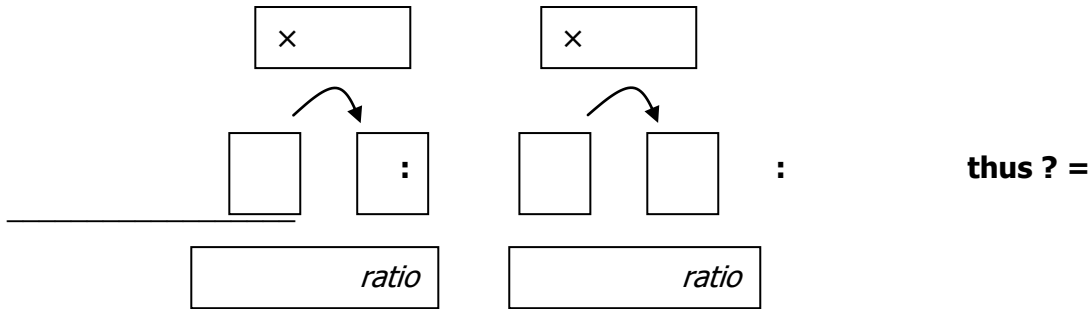 × ×
: : thus ? =
ratio ratio